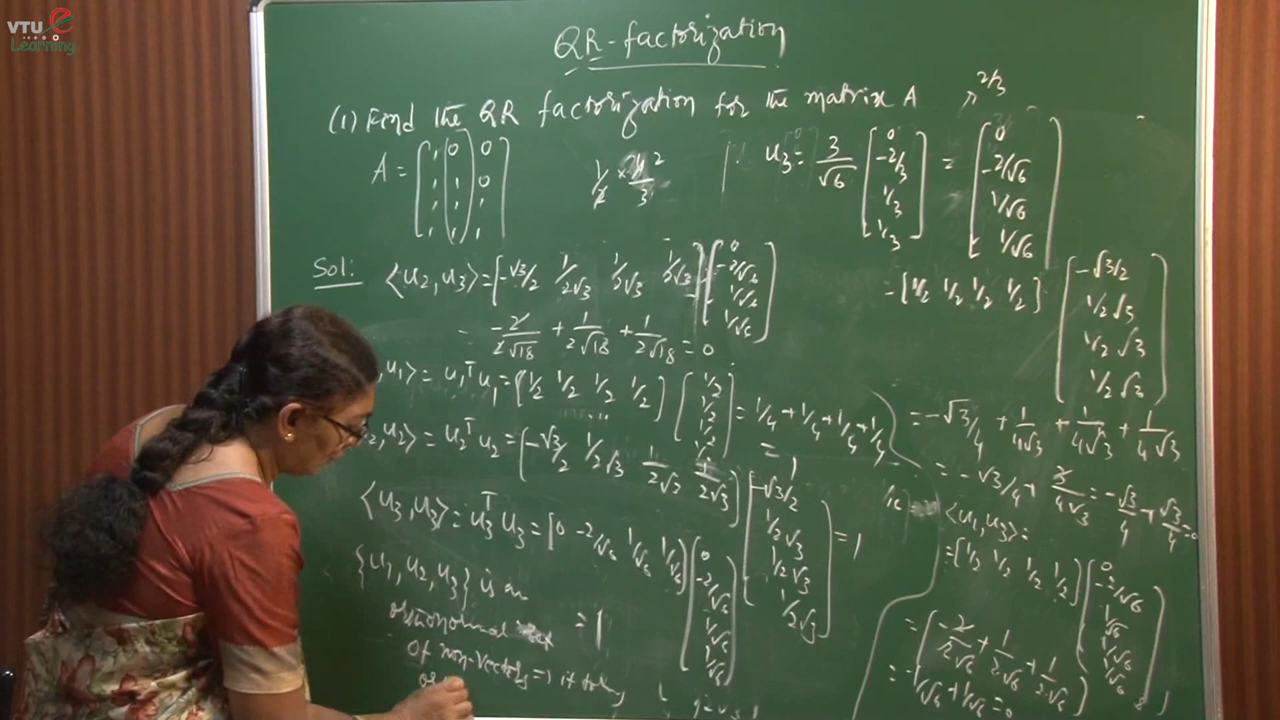 VTU e
Learning
QR-factorization
(1) Find the QR factorization for the matrix A
2/3
A = [1 0 0
1 1 0
1 1 1
1 1 1]
1/2 × 2/3
u3 = 3/√6 [0
-2/3
1/3
1/3] = [0
-2/√6
1/√6
1/√6]
Sol:
<u2, u3> = [-√3/2 1/2√3 1/2√3 1/2√3] [0
-2/√6
1/√6
1/√6]
= -2/2√18 + 1/2√18 + 1/2√18 = 0
u1> = u1ᵀ u1 = [1/2 1/2 1/2 1/2] [1/2
1/2
1/2
1/2] = 1/4 + 1/4 + 1/4 + 1/4
= 1
u2> = u2ᵀ u2 = [-√3/2 1/2√3 1/2√3 1/2√3] [-√3/2
1/2√3
1/2√3
1/2√3] = 1
<u3, u3> = u3ᵀ u3 = [0 -2/√6 1/√6 1/√6] [0
-2/√6
1/√6
1/√6]
= 1
{u1, u2, u3} is an
orthonormal set
of non-vectors =>
= [1/2 1/2 1/2 1/2] [-√3/2
1/2√3
1/2√3
1/2√3]
= -√3/4 + 1/4√3 + 1/4√3 + 1/4√3
= -√3/4 + 3/4√3 = -√3/4 + √3/4 = 0
<u1, u3> =
= [1/2 1/2 1/2 1/2] [0
-2/√6
1/√6
1/√6]
= [-2/2√6 + 1/2√6 + 1/2√6]
= -1/√6 + 1/√6 = 0